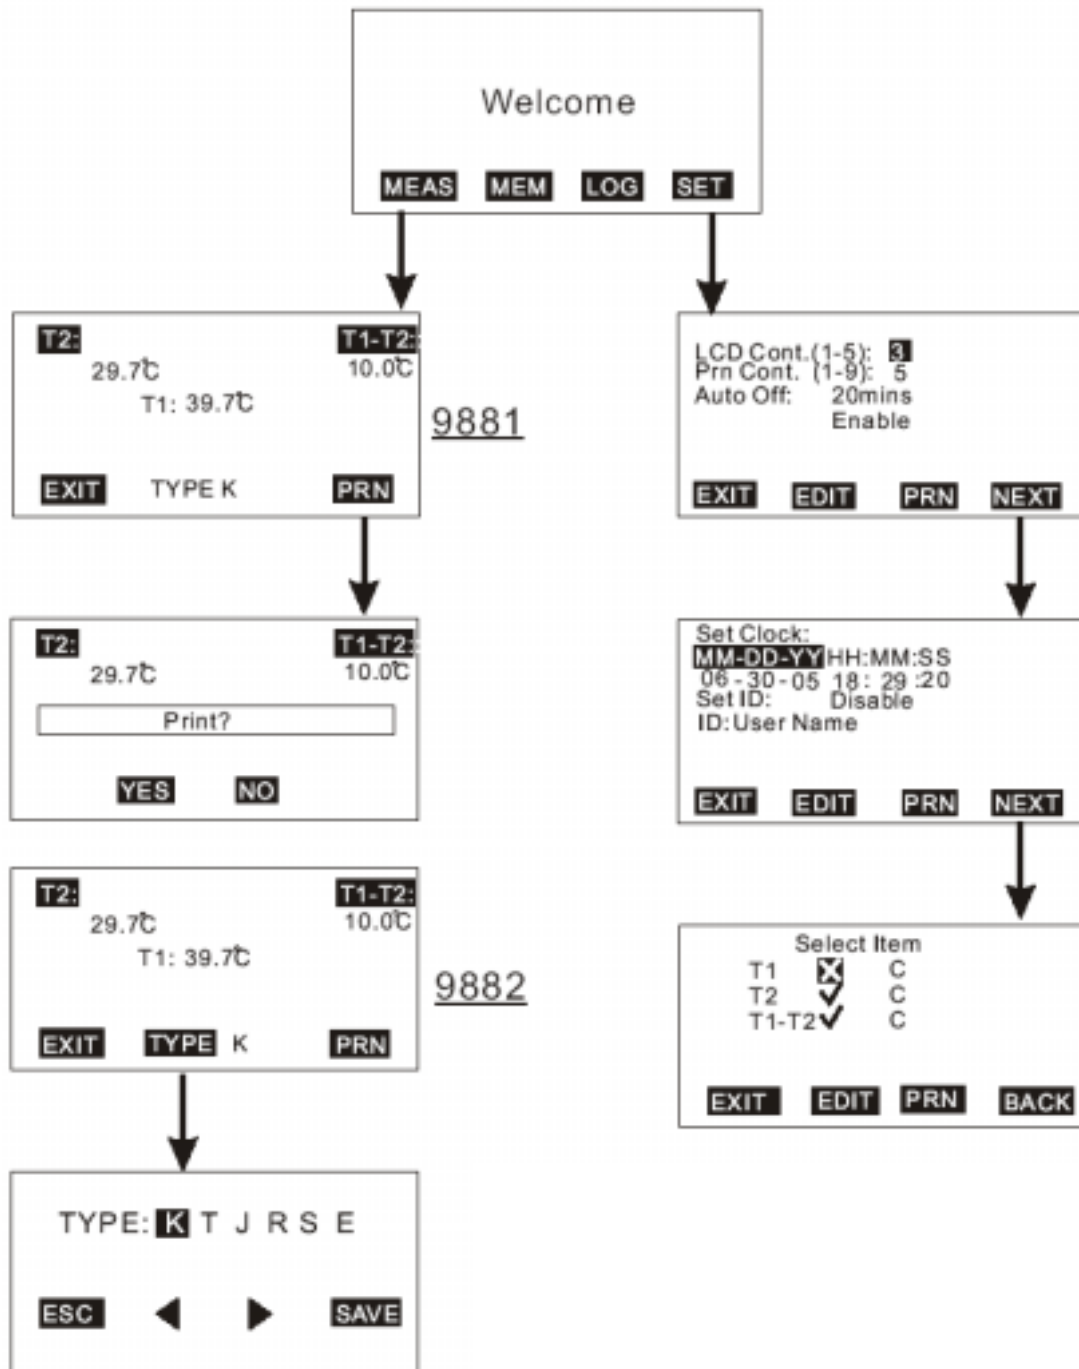 Welcome
MEAS MEM LOG SET
T2: T1-T2:
29.7℃ 10.0℃
T1: 39.7℃
EXIT TYPE K PRN
9881
T2: T1-T2:
29.7℃ 10.0℃
Print?
YES NO
T2: T1-T2:
29.7℃ 10.0℃
T1: 39.7℃
EXIT TYPE K PRN
9882
TYPE: K T J R S E
ESC SAVE
LCD Cont.(1-5): 3
Prn Cont. (1-9): 5
Auto Off: 20mins
Enable
EXIT EDIT PRN NEXT
Set Clock:
MM-DD-YY HH:MM:SS
06-30-05 18:29:20
Set ID: Disable
ID:User Name
EXIT EDIT PRN NEXT
Select Item
T1 C
T2 C
T1-T2 C
EXIT EDIT PRN BACK